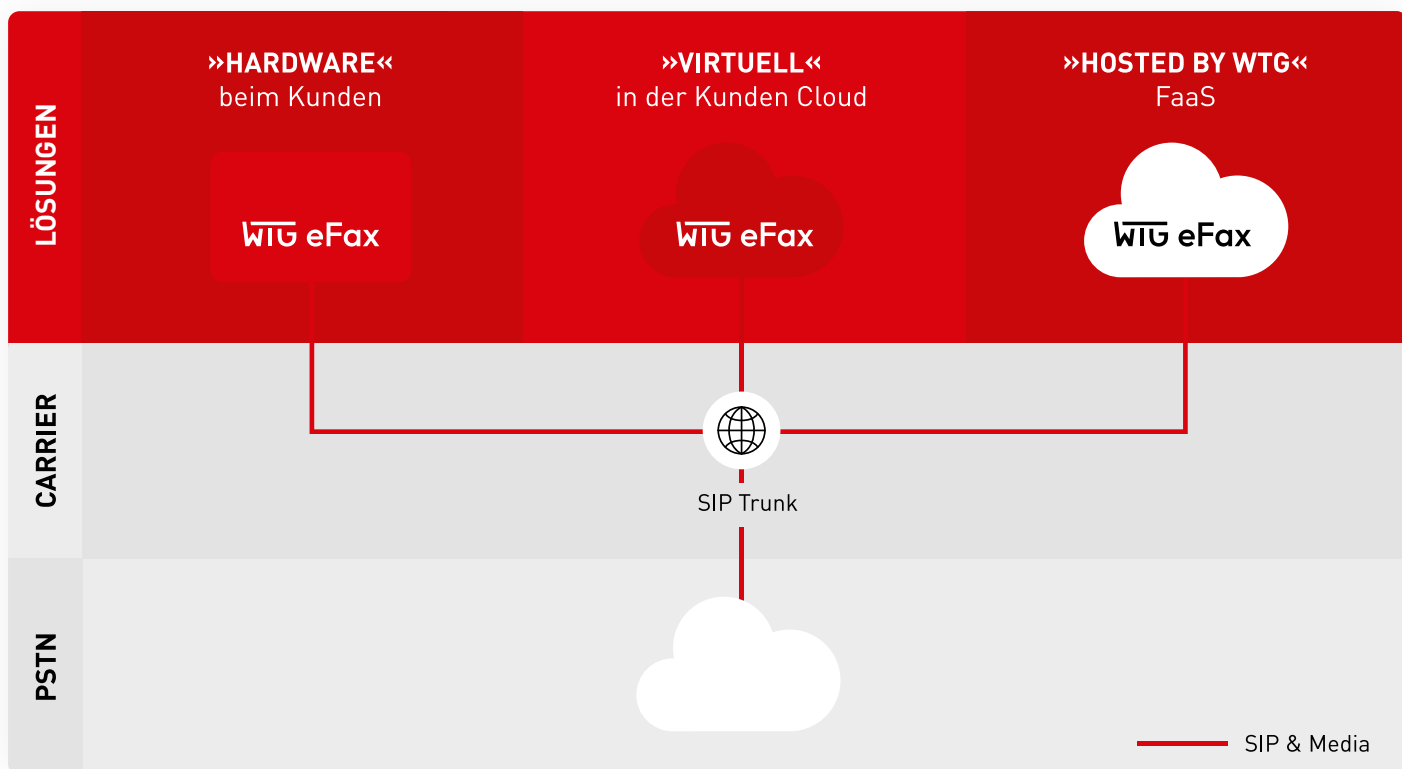 LÖSUNGEN
»HARDWARE«
beim Kunden
WTG eFax
»VIRTUELL«
in der Kunden Cloud
WTG eFax
»HOSTED BY WTG«
FaaS
WTG eFax
CARRIER
SIP Trunk
PSTN
SIP & Media